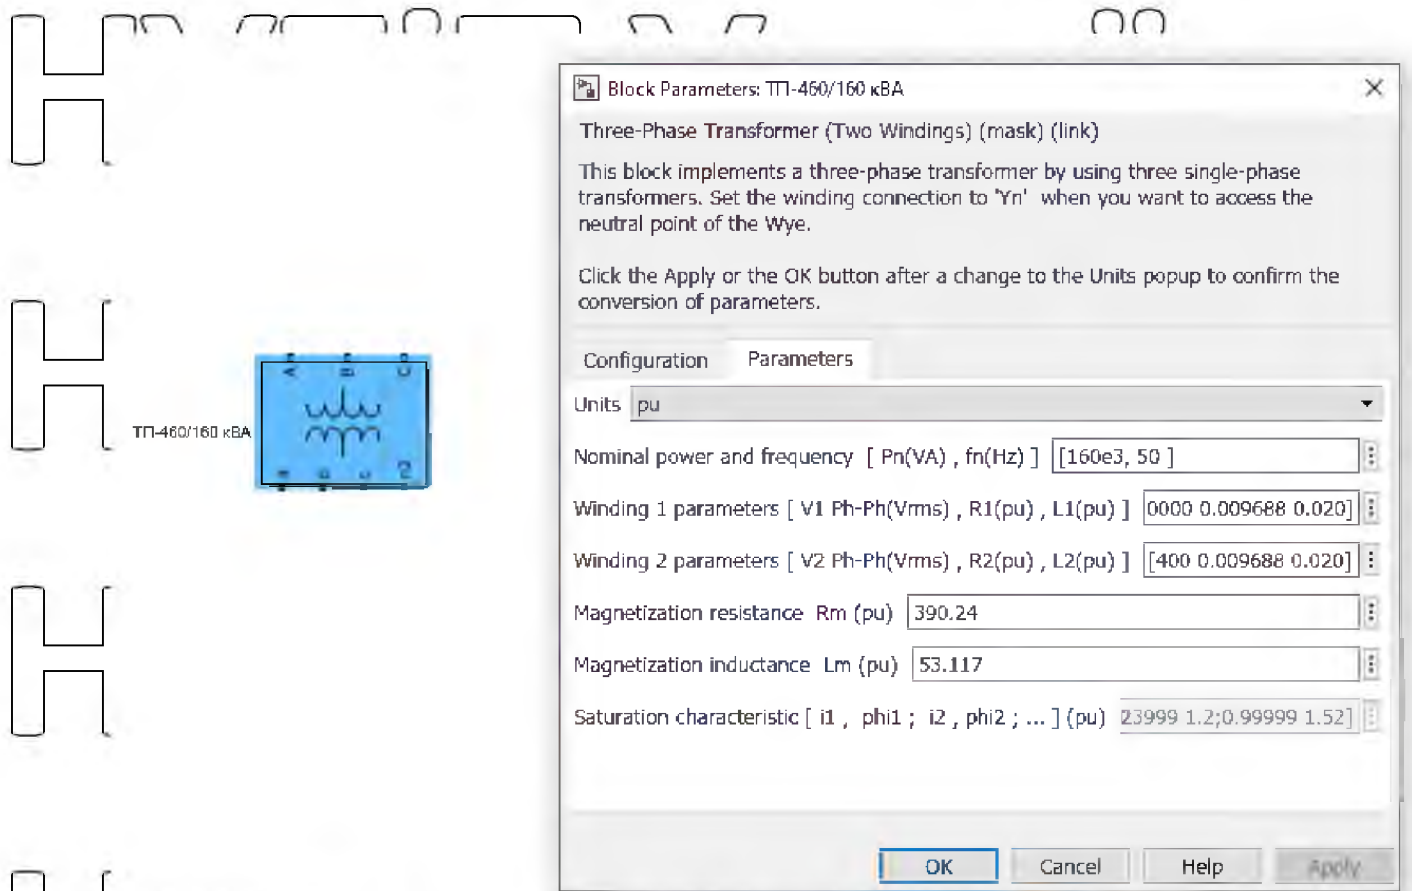 Block Parameters: ТП-460/160 кВА
Three-Phase Transformer (Two Windings) (mask) (link)
This block implements a three-phase transformer by using three single-phase
transformers. Set the winding connection to 'Yn' when you want to access the
neutral point of the Wye.
Click the Apply or the OK button after a change to the Units popup to confirm the
conversion of parameters.
Configuration Parameters
Units pu
Nominal power and frequency [ Pn(VA) , fn(Hz) ] [160e3, 50 ]
Winding 1 parameters [ V1 Ph-Ph(Vrms) , R1(pu) , L1(pu) ] 0000 0.009688 0.020]
Winding 2 parameters [ V2 Ph-Ph(Vrms) , R2(pu) , L2(pu) ] [400 0.009688 0.020]
Magnetization resistance Rm (pu) 390.24
Magnetization inductance Lm (pu) 53.117
Saturation characteristic [ i1 , phi1 ; i2 , phi2 ; ... ] (pu) 23999 1.2;0.99999 1.52]
OK Cancel Help Apply
ТП-460/160 кВА